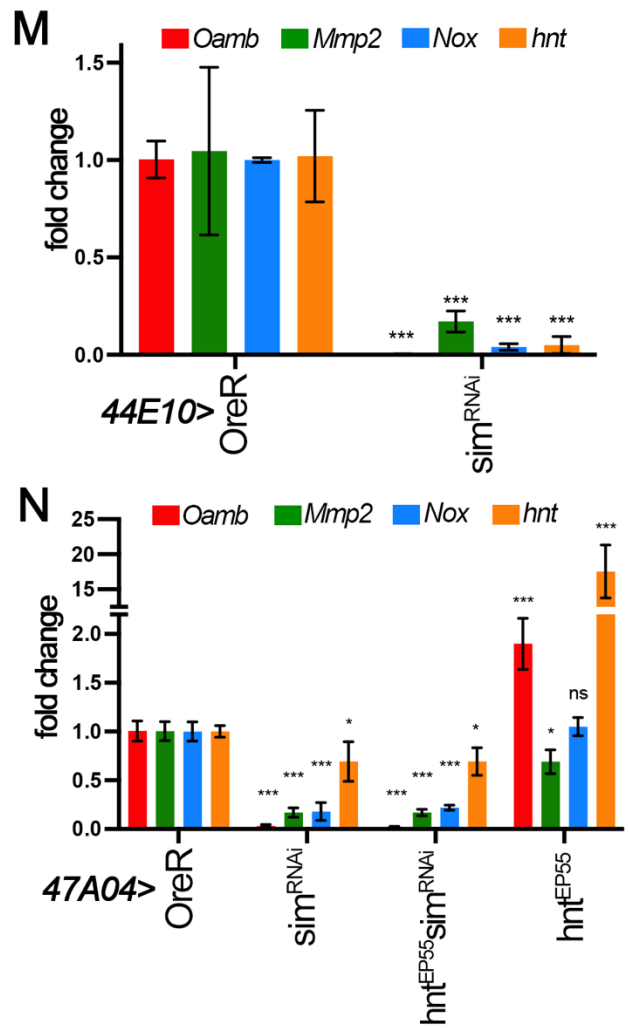 M
Oamb Mmp2 Nox hnt
fold change
1.5
1.0
0.5
0.0
*** *** *** ***
44E10> OreR simRNAi
N
Oamb Mmp2 Nox hnt
fold change
25
20
15
10
5
2.0
1.5
1.0
0.5
0.0
*** *** *** *
*** *** *** *
*** * ns ***
47A04> OreR simRNAi hntEP55simRNAi hntEP55